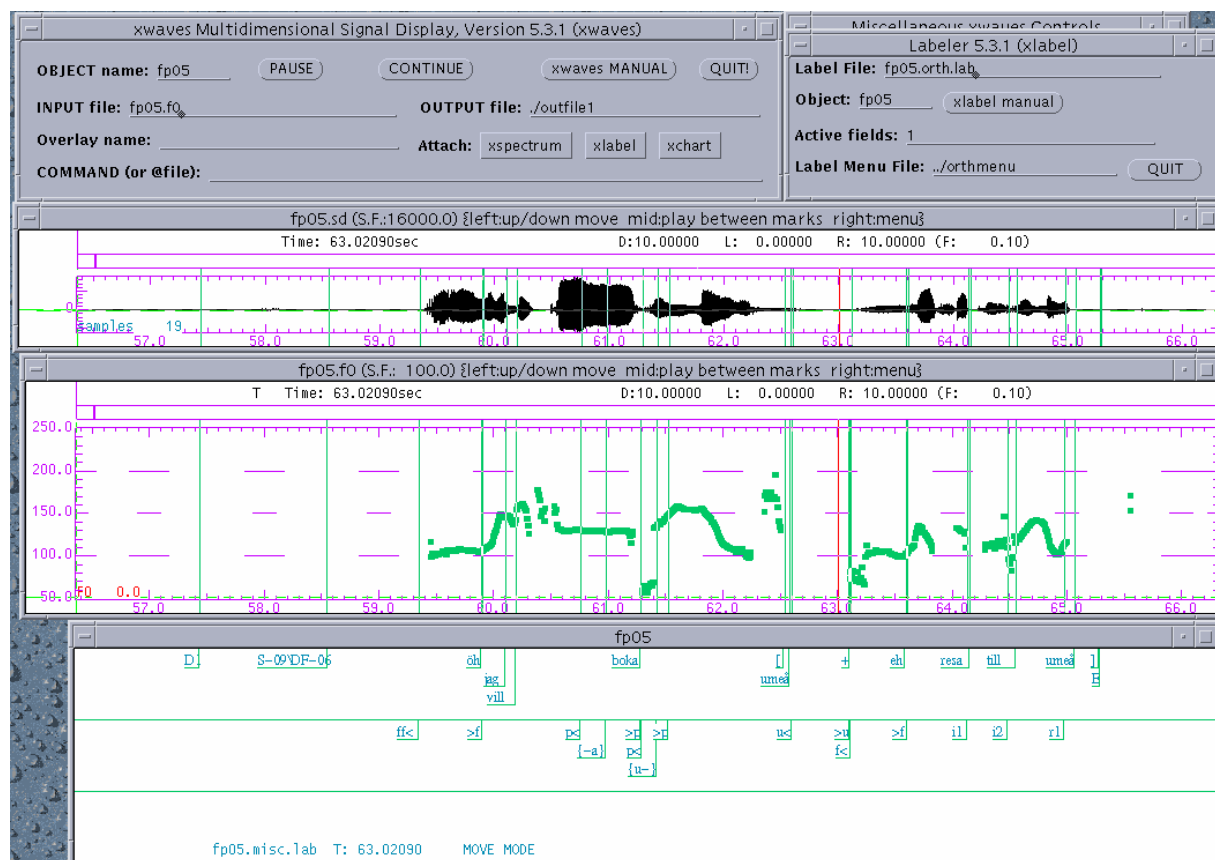 xwaves Multidimensional Signal Display, Version 5.3.1 (xwaves)
OBJECT name: fp05 PAUSE CONTINUE xwaves MANUAL QUIT!
INPUT file: fp05.f0 OUTPUT file: ./outfile1
Overlay name: Attach: xspectrum xlabel xchart
COMMAND (or @file):
Miscellaneous xwaves Controls
Labeler 5.3.1 (xlabel)
Label File: fp05.orth.lab
Object: fp05 xlabel manual
Active fields: 1
Label Menu File: ../orthmenu QUIT
fp05.sd (S.F.:16000.0) {left:up/down move mid:play between marks right:menu}
Time: 63.02090sec D:10.00000 L: 0.00000 R: 10.00000 (F: 0.10)
0
samples 19
57.0 58.0 59.0 60.0 61.0 62.0 63.0 64.0 65.0 66.0
fp05.f0 (S.F.: 100.0) {left:up/down move mid:play between marks right:menu}
T Time: 63.02090sec D:10.00000 L: 0.00000 R: 10.00000 (F: 0.10)
250.0
200.0
150.0
100.0
50.0 F0 0.0
57.0 58.0 59.0 60.0 61.0 62.0 63.0 64.0 65.0 66.0
fp05
S-09\DF-06 öh boka [ + eh resa till umeå ]
jag umeå E
vill
ff< >f p< >p >p u< >u >f i1 i2 r1
{-a} p< f<
{u-}
fp05.misc.lab T: 63.02090 MOVE MODE